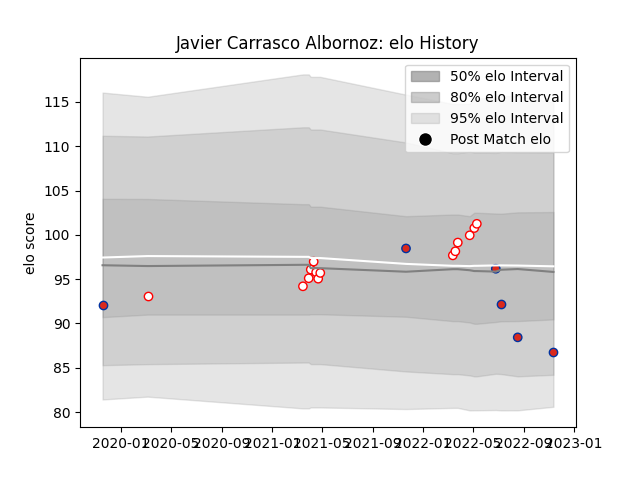 Javier Carrasco Albornoz: elo History
50% elo Interval
80% elo Interval
95% elo Interval
Post Match elo
elo score
115
110
105
100
95
90
85
80
2020-01 2020-05 2020-09 2021-01 2021-05 2021-09 2022-01 2022-05 2022-09 2023-01